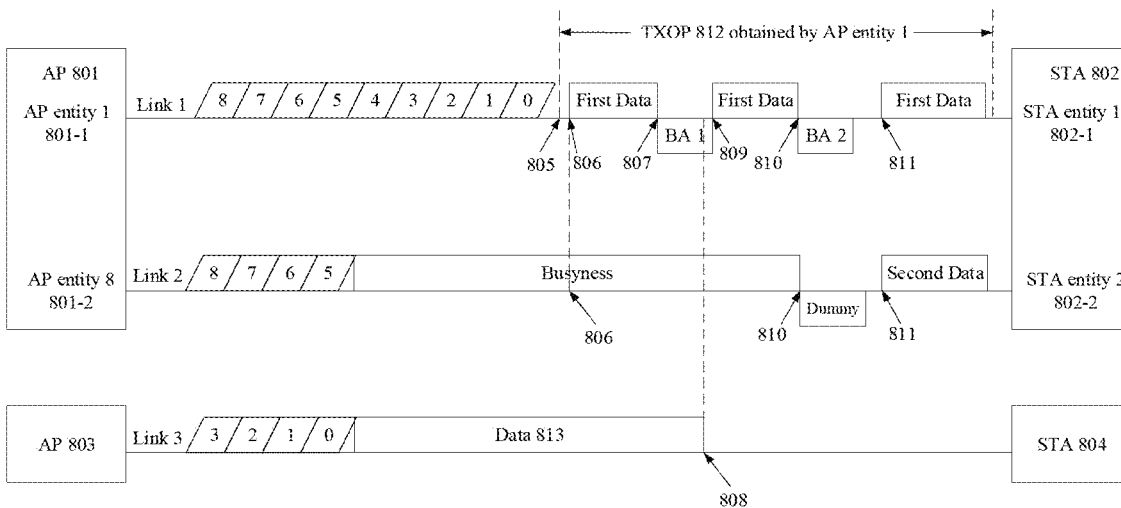 TXOP 812 obtained by AP entity 1
AP 801
AP entity 1
801-1
Link 1
8 7 6 5 4 3 2 1 0
First Data
First Data
First Data
BA 1
BA 2
805
806
807
809
810
811
STA 802
STA entity 1
802-1
AP entity 8
801-2
Link 2
8 7 6 5
Busyness
Second Data
Dummy
806
810
811
STA entity 2
802-2
AP 803
Link 3
3 2 1 0
Data 813
808
STA 804